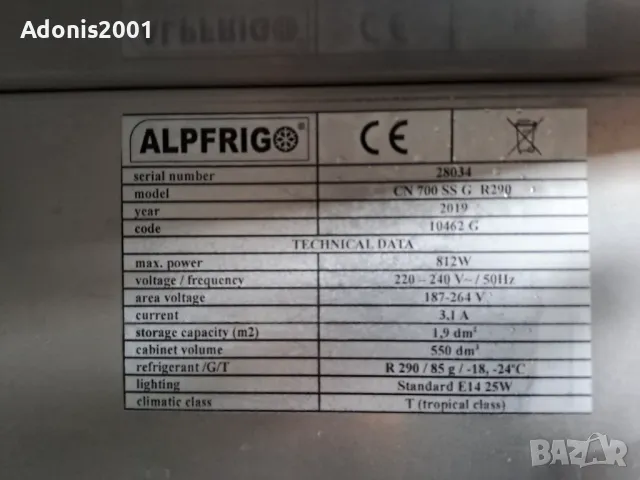 Adonis2001
ALPFRIGO® CE
serial number 28034
model CN 700 SS G R290
year 2019
code 10462 G
TECHNICAL DATA
max. power 812W
voltage / frequency 220 – 240 V~ / 50Hz
area voltage 187-264 V
current 3,1 A
storage capacity (m2) 1,9 dm²
cabinet volume 550 dm³
refrigerant /G/T R 290 / 85 g / -18, -24°C
lighting Standard E14 25W
climatic class T (tropical class)
BAZAR